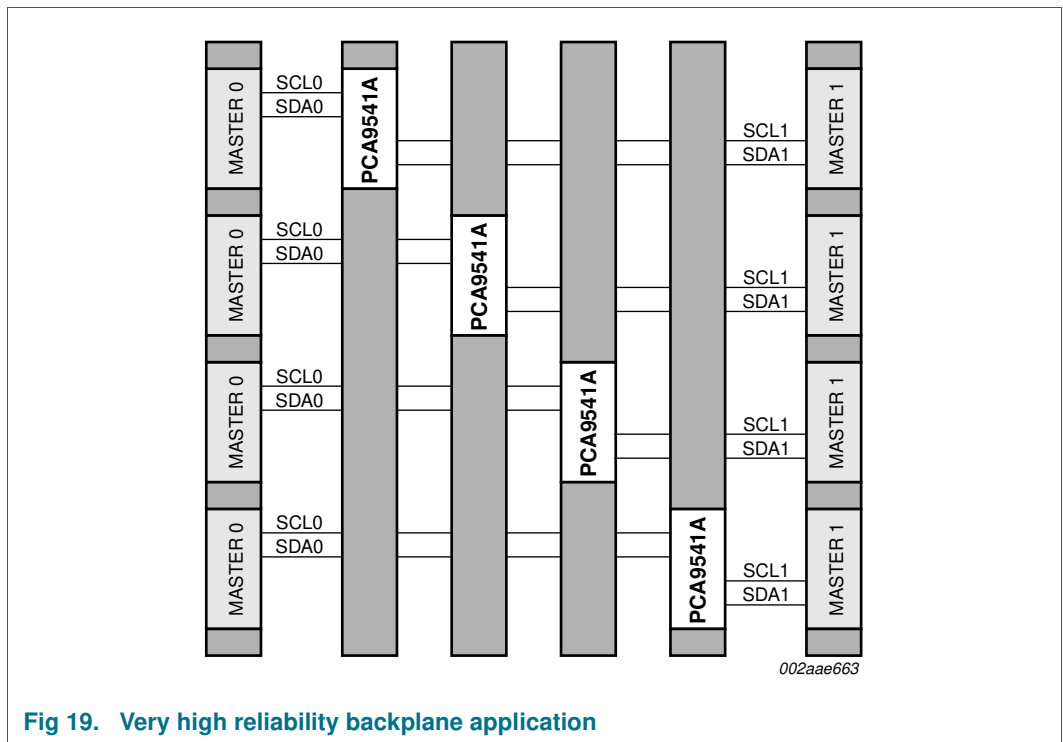 MASTER 0
SCL0
SDA0
PCA9541A
SCL1
SDA1
MASTER 1
MASTER 0
SCL0
SDA0
PCA9541A
SCL1
SDA1
MASTER 1
MASTER 0
SCL0
SDA0
PCA9541A
SCL1
SDA1
MASTER 1
MASTER 0
SCL0
SDA0
PCA9541A
SCL1
SDA1
MASTER 1
002aae663
Fig 19. Very high reliability backplane application